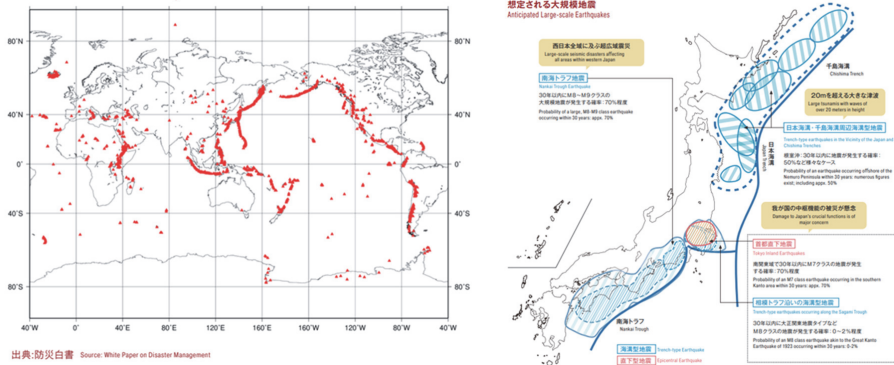 80°N
80°N
40°N
40°N
0°
0°
40°S
40°S
80°S
80°S
40°W
0°
40°E
80°E
120°E
160°E
160°W
120°W
80°W
40°W
出典:防災白書 Source: White Paper on Disaster Management
想定される大規模地震
Anticipated Large-scale Earthquakes
西日本全域に及ぶ超広域震災
Large-scale seismic disasters affecting
all areas within western Japan
南海トラフ地震
Nankai Trough Earthquake
30年以内にM8〜M9クラスの
大規模地震が発生する確率:70%程度
Probability of a large, M8-M9 class earthquake
occurring within 30 years: appx. 70%
千島海溝
Chishima Trench
20mを超える大きな津波
Large tsunamis with waves of
over 20 meters in height
日本海溝・千島海溝周辺海溝型地震
Trench-type earthquakes in the Vicinity of the Japan and
Chishima Trenches
根室沖:30年以内に地震が発生する確率:
50%など様々なケース
Probability of an earthquake occurring offshore of the
Nemuro Peninsula within 30 years: numerous figures
exist; including appx. 50%
日本海溝
Japan Trench
我が国の中枢機能の被災が懸念
Damage to Japan's crucial functions is of
major concern
首都直下地震
Tokyo Inland Earthquakes
南関東域で30年以内にM7クラスの地震が発生
する確率:70%程度
Probability of an M7 class earthquake occurring in the southern
Kanto area within 30 years: appx. 70%
相模トラフ沿いの海溝型地震
Trench-type earthquakes occurring along the Sagami Trough
30年以内に大正関東地震タイプなど
M8クラスの地震が発生する確率:0〜2%程度
Probability of an M8 class earthquake akin to the Great Kanto
Earthquake of 1923 occurring within 30 years: 0-2%
南海トラフ
Nankai Trough
海溝型地震 Trench-type Earthquake
直下型地震 Epicentral Earthquake